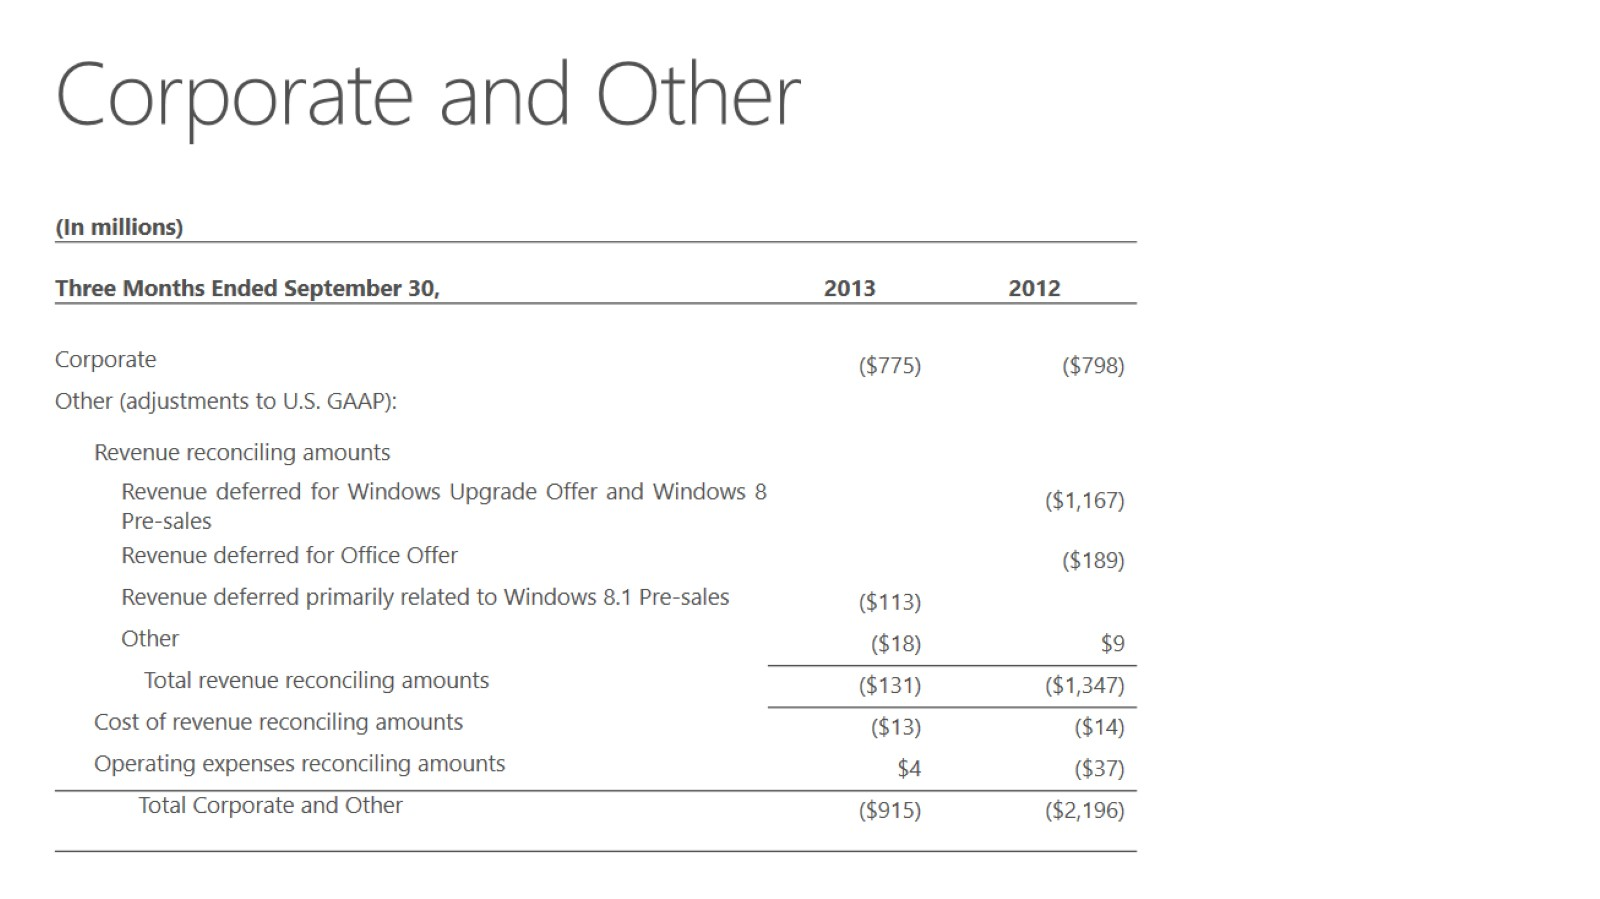 Corporate and Other
(In millions)
Three Months Ended September 30, 2013 2012
Corporate ($775) ($798)
Other (adjustments to U.S. GAAP):
Revenue reconciling amounts
Revenue deferred for Windows Upgrade Offer and Windows 8 ($1,167)
Pre-sales
Revenue deferred for Office Offer ($189)
Revenue deferred primarily related to Windows 8.1 Pre-sales ($113)
Other ($18) $9
Total revenue reconciling amounts ($131) ($1,347)
Cost of revenue reconciling amounts ($13) ($14)
Operating expenses reconciling amounts $4 ($37)
Total Corporate and Other ($915) ($2,196)